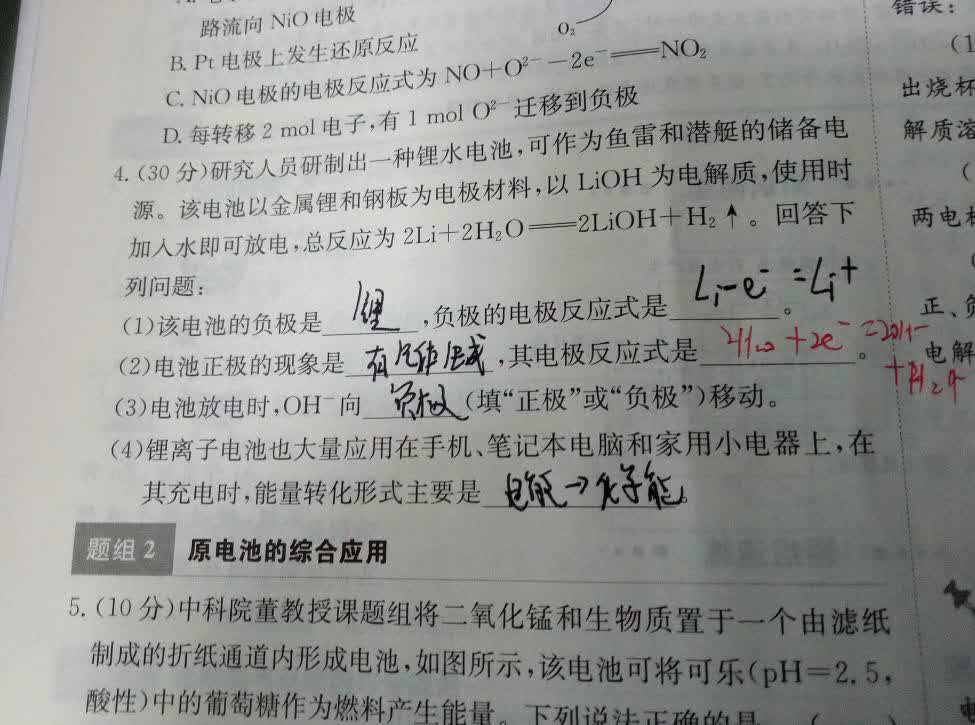 路流向 NiO 电极
O₂
B. Pt 电极上发生还原反应
C. NiO 电极的电极反应式为 NO+O²⁻−2e⁻══NO₂
D. 每转移 2 mol 电子,有 1 mol O²⁻ 迁移到负极
4. (30 分)研究人员研制出一种锂水电池,可作为鱼雷和潜艇的储备电
源。该电池以金属锂和钢板为电极材料,以 LiOH 为电解质,使用时
加入水即可放电,总反应为 2Li+2H₂O══2LiOH+H₂↑。回答下
列问题:
(1)该电池的负极是 锂 ,负极的电极反应式是 Li−e⁻=Li⁺ 。
(2)电池正极的现象是 有气体生成 ,其电极反应式是 2H₂O+2e⁻=2OH⁻ 。
+H₂↑
(3)电池放电时,OH⁻ 向 负极 (填“正极”或“负极”)移动。
(4)锂离子电池也大量应用在手机、笔记本电脑和家用小电器上,在
其充电时,能量转化形式主要是 电能→化学能。
题组 2 原电池的综合应用
5. (10 分)中科院董教授课题组将二氧化锰和生物质置于一个由滤纸
制成的折纸通道内形成电池,如图所示,该电池可将可乐(pH=2.5,
酸性)中的葡萄糖作为燃料产生能量。下列说法正确的是
错误:
(1
出烧杯
解质溶
(
两电极
正、负
电解